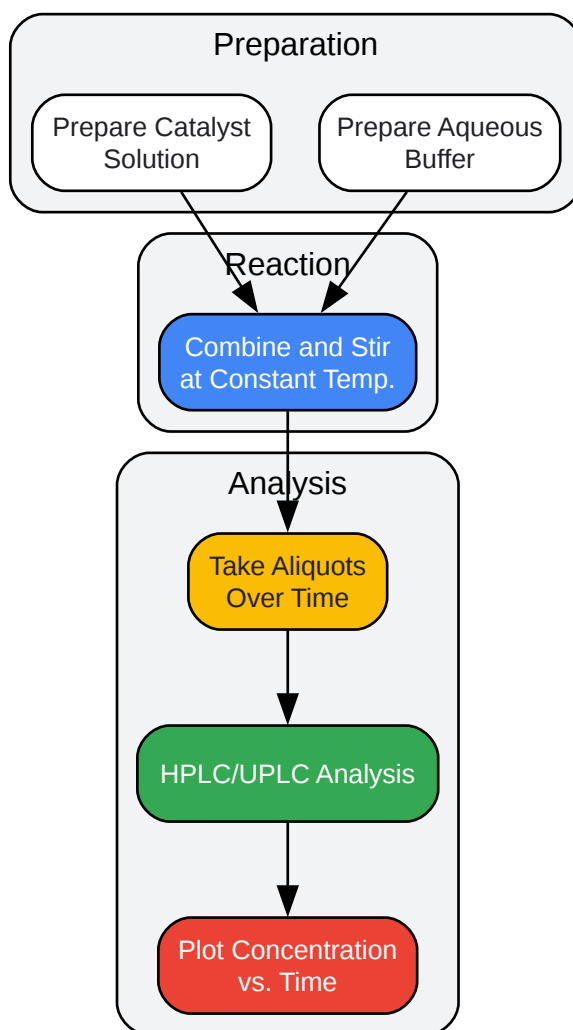 Preparation
Prepare Catalyst
Solution
Prepare Aqueous
Buffer
Reaction
Combine and Stir
at Constant Temp.
Analysis
Take Aliquots
Over Time
HPLC/UPLC Analysis
Plot Concentration
vs. Time